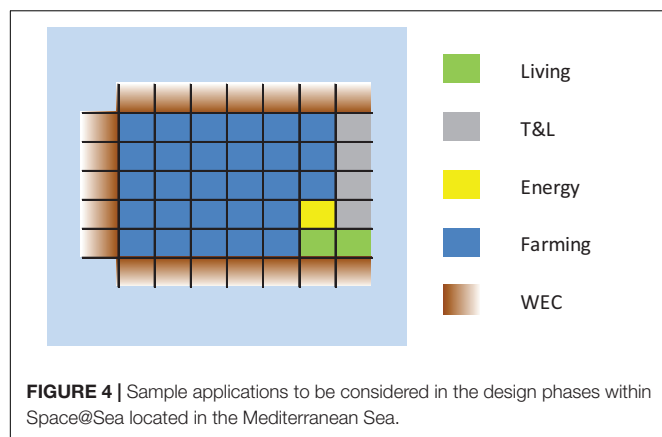 Living
T&L
Energy
Farming
WEC
FIGURE 4 | Sample applications to be considered in the design phases within
Space@Sea located in the Mediterranean Sea.